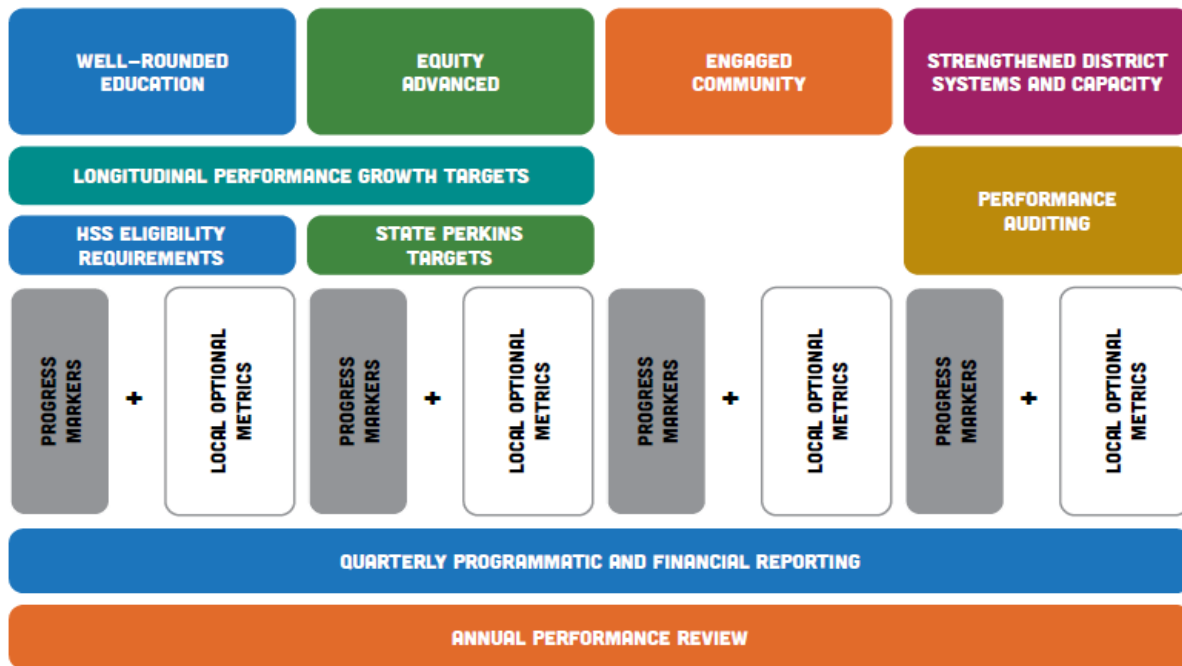 WELL-ROUNDED
EDUCATION
EQUITY
ADVANCED
ENGAGED
COMMUNITY
STRENGTHENED DISTRICT
SYSTEMS AND CAPACITY
LONGITUDINAL PERFORMANCE GROWTH TARGETS
PERFORMANCE
AUDITING
HSS ELIGIBILITY
REQUIREMENTS
STATE PERKINS
TARGETS
PROGRESS
MARKERS
+
LOCAL OPTIONAL
METRICS
PROGRESS
MARKERS
+
LOCAL OPTIONAL
METRICS
PROGRESS
MARKERS
+
LOCAL OPTIONAL
METRICS
PROGRESS
MARKERS
+
LOCAL OPTIONAL
METRICS
QUARTERLY PROGRAMMATIC AND FINANCIAL REPORTING
ANNUAL PERFORMANCE REVIEW